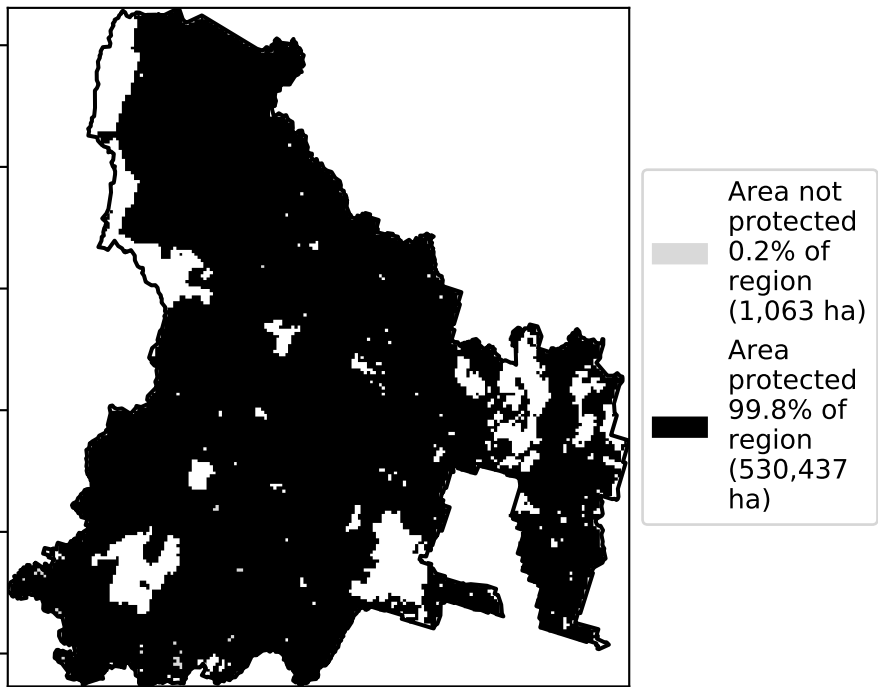 Area not
protected
0.2% of
region
(1,063 ha)
Area
protected
99.8% of
region
(530,437
ha)